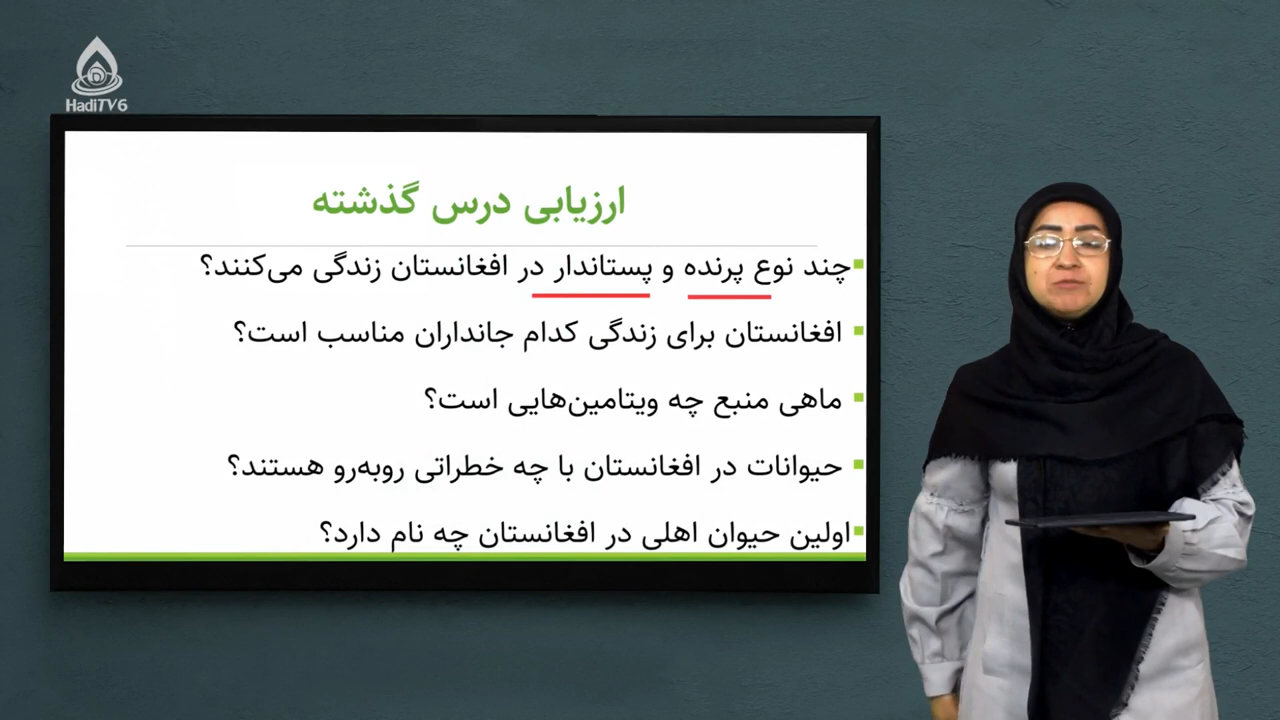 HadiTV6
ارزیابی درس گذشته
چند نوع پرنده و پستاندار در افغانستان زندگی می‌کنند؟
افغانستان برای زندگی کدام جانداران مناسب است؟
ماهی منبع چه ویتامین‌هایی است؟
حیوانات در افغانستان با چه خطراتی روبه‌رو هستند؟
اولین حیوان اهلی در افغانستان چه نام دارد؟